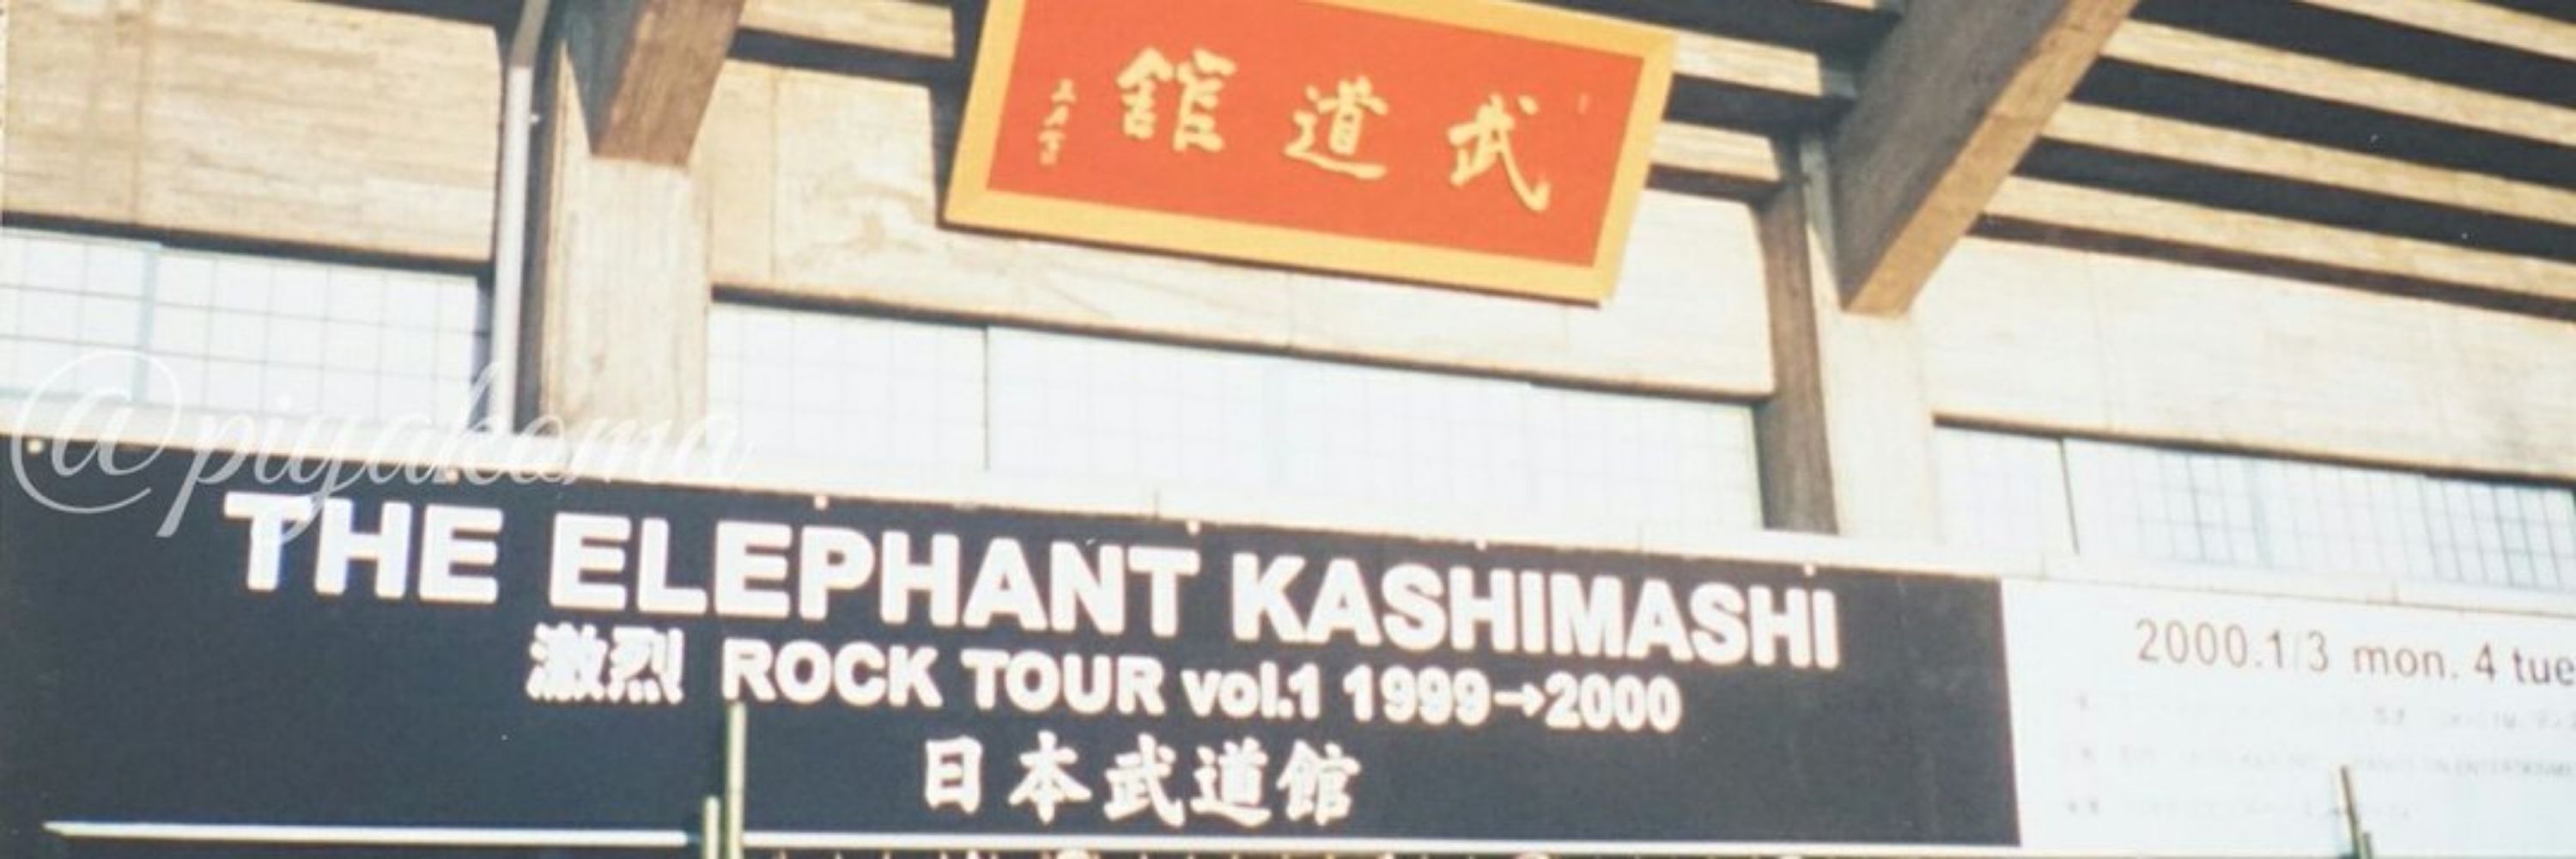 館道武
@piyakoma
THE ELEPHANT KASHIMASHI
激烈 ROCK TOUR vol.1 1999→2000
日本武道館
2000.1/3 mon. 4 tue